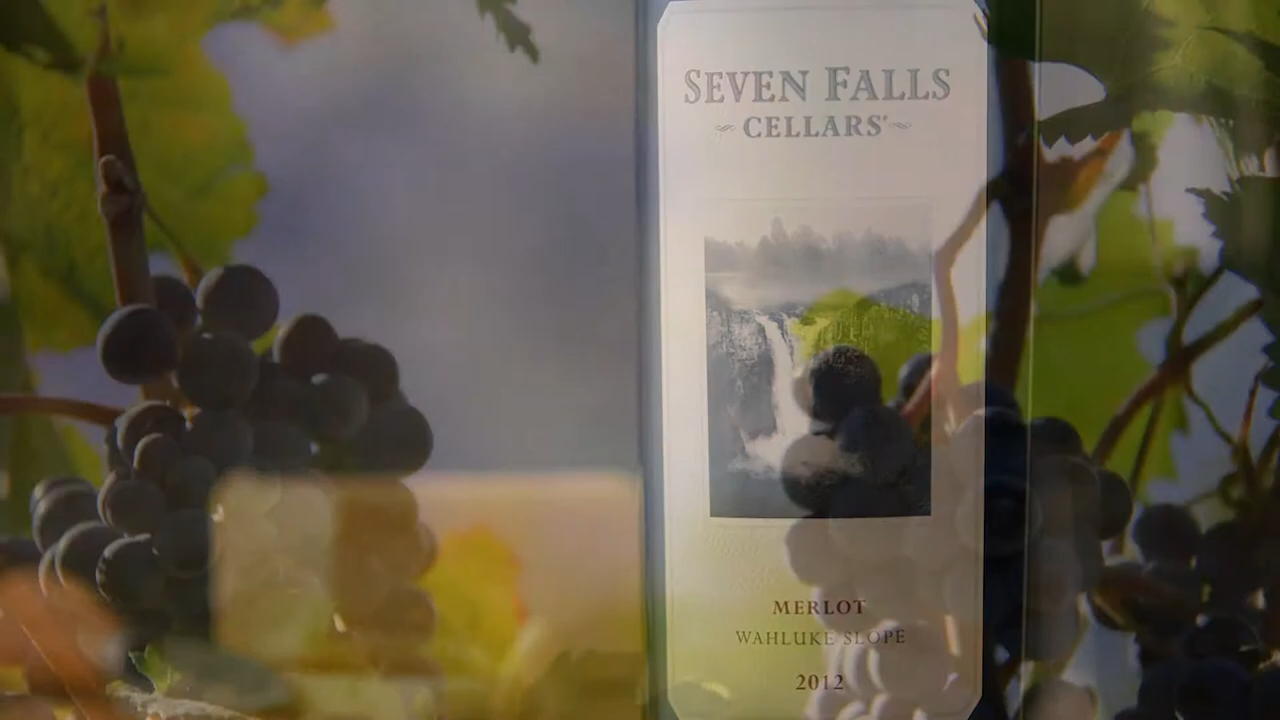 SEVEN FALLS
CELLARS
MERLOT
WAHLUKE SLOPE
2012